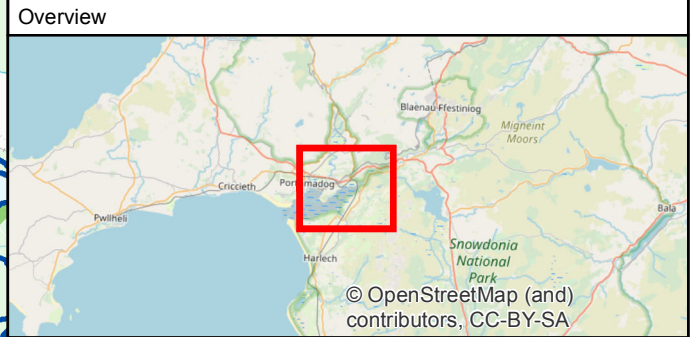 Overview
Blaenau Ffestiniog
Migneint
Moors
Criccieth
Porthmadog
Pwllheli
Bala
Harlech
Snowdonia
National
Park
© OpenStreetMap (and)
contributors, CC-BY-SA